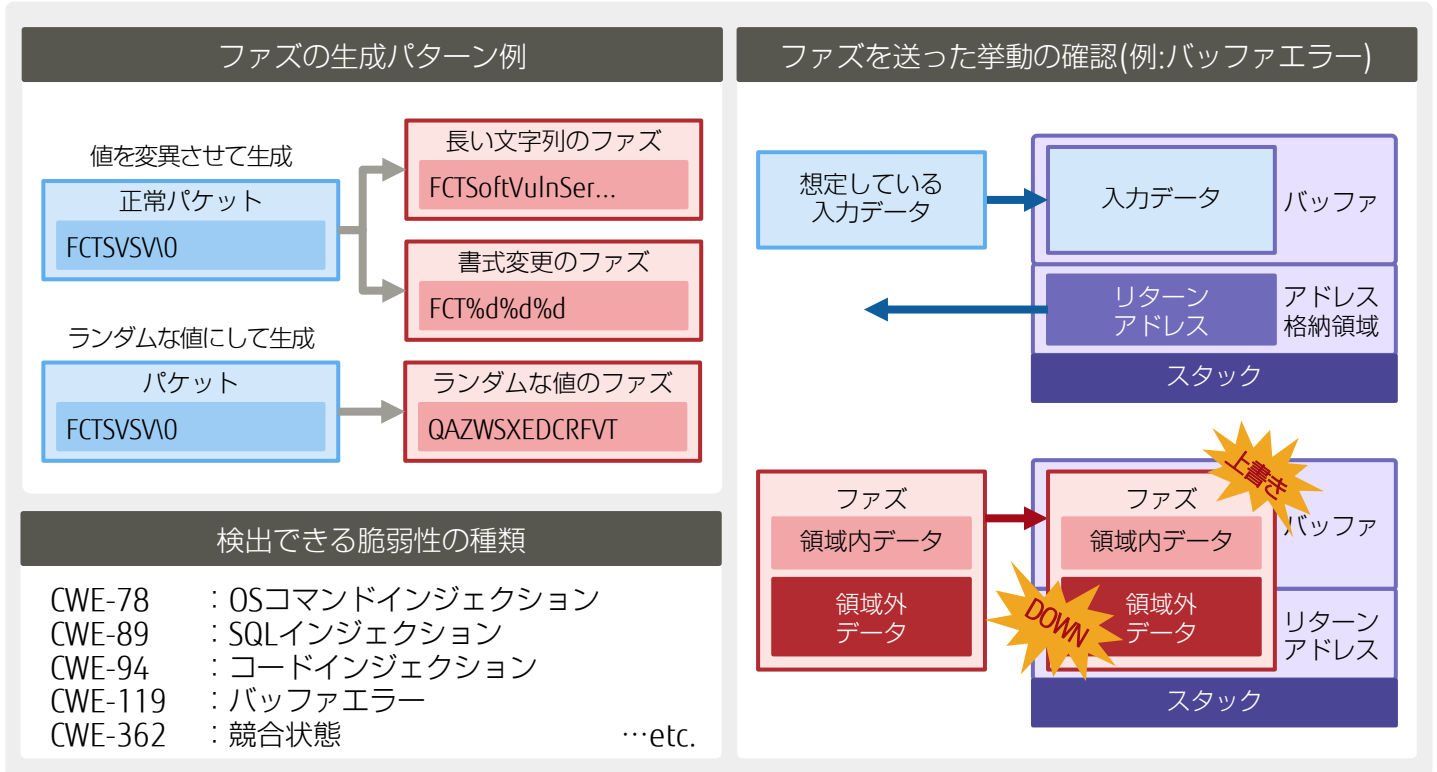 ファズの生成パターン例
値を変異させて生成
正常パケット
FCTSVSV\0
長い文字列のファズ
FCTSoftVulnSer...
書式変更のファズ
FCT%d%d%d
ランダムな値にして生成
パケット
FCTSVSV\0
ランダムな値のファズ
QAZWSXEDCRFVT
検出できる脆弱性の種類
CWE-78 :OSコマンドインジェクション
CWE-89 :SQLインジェクション
CWE-94 :コードインジェクション
CWE-119 :バッファエラー
CWE-362 :競合状態 …etc.
ファズを送った挙動の確認(例:バッファエラー)
想定している
入力データ
入力データ
バッファ
リターン
アドレス
アドレス
格納領域
スタック
ファズ
領域内データ
領域外
データ
上書き
ファズ
領域内データ
バッファ
DOWN
領域外
データ
リターン
アドレス
スタック